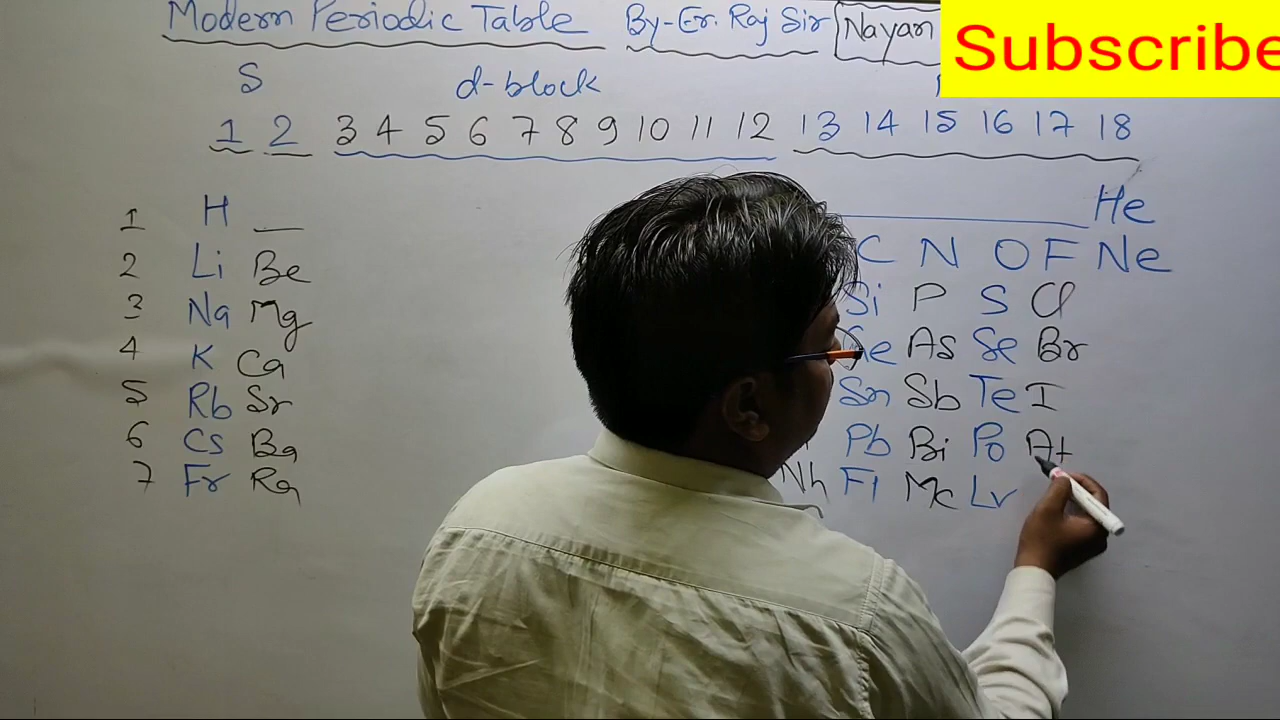 Modern Periodic Table By-Er. Raj Sir Nayan Subscribe
S d-block
1 2 3 4 5 6 7 8 9 10 11 12 13 14 15 16 17 18
1 H He
2 Li Be C N O F Ne
3 Na Mg Si P S Cl
4 K Ca As Se Br
5 Rb Sr Sn Sb Te I
6 Cs Ba Pb Bi Po At
7 Fr Ra Nh Fl Mc Lv